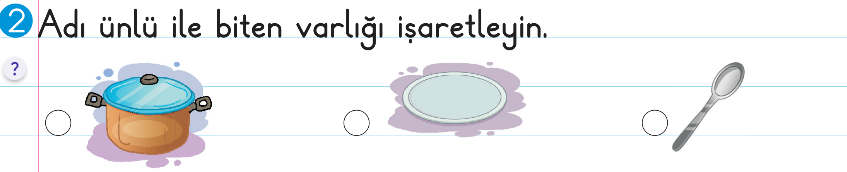 2 Adı ünlü ile biten varlığı işaretleyin.
?